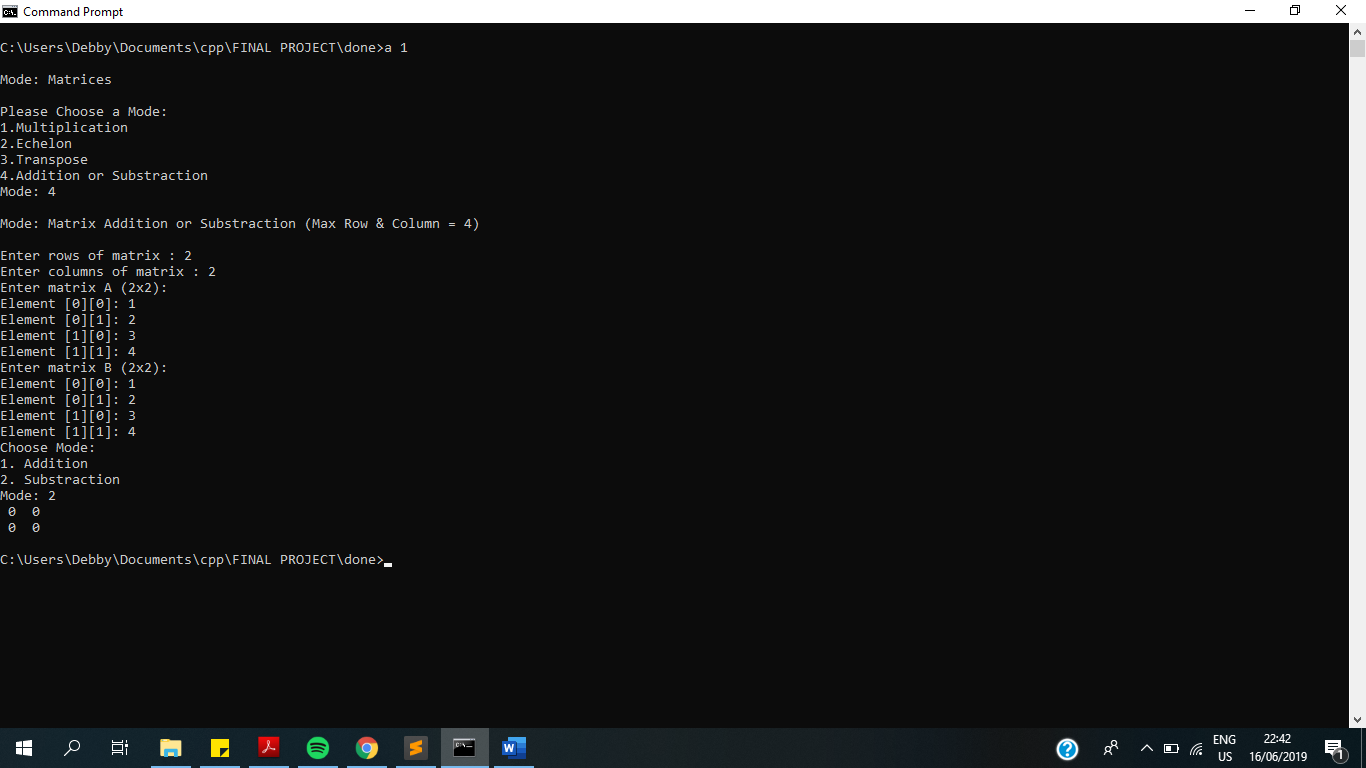 Command Prompt
C:\Users\Debby\Documents\cpp\FINAL PROJECT\done>a 1
Mode: Matrices
Please Choose a Mode:
1.Multiplication
2.Echelon
3.Transpose
4.Addition or Substraction
Mode: 4
Mode: Matrix Addition or Substraction (Max Row & Column = 4)
Enter rows of matrix : 2
Enter columns of matrix : 2
Enter matrix A (2x2):
Element [0][0]: 1
Element [0][1]: 2
Element [1][0]: 3
Element [1][1]: 4
Enter matrix B (2x2):
Element [0][0]: 1
Element [0][1]: 2
Element [1][0]: 3
Element [1][1]: 4
Choose Mode:
1. Addition
2. Substraction
Mode: 2
0 0
0 0
C:\Users\Debby\Documents\cpp\FINAL PROJECT\done>
ENG
US
22:42
16/06/2019
1